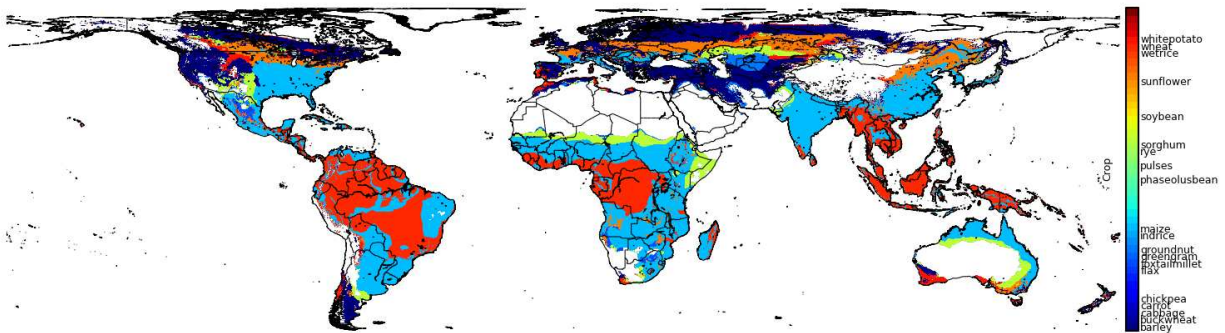 whitepotato
wheat
wetrice
sunflower
soybean
sorghum
rye
pulses
phaseolusbean
Crop
maize
indrice
groundnut
greengram
foxtailmillet
flax
chickpea
carrot
cabbage
buckwheat
barley